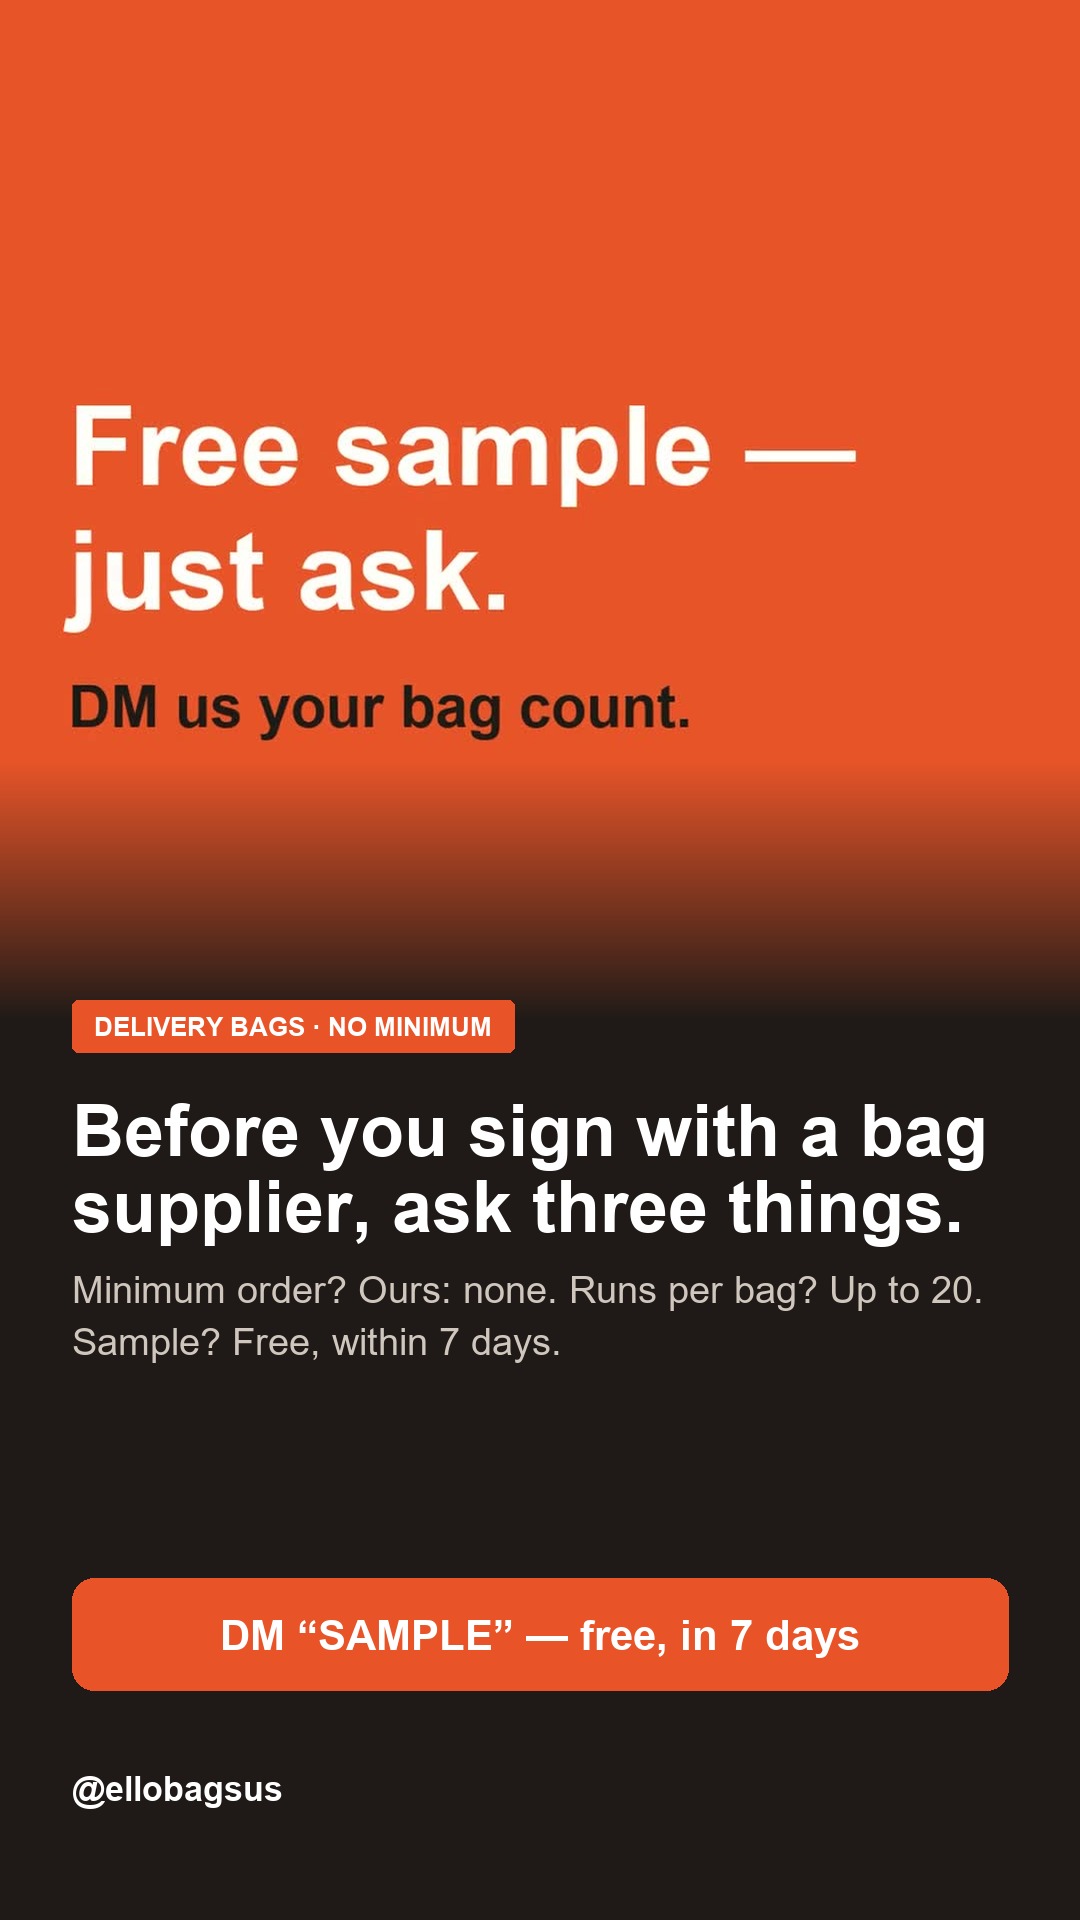 Free sample —
just ask.
DM us your bag count.
DELIVERY BAGS · NO MINIMUM
Before you sign with a bag
supplier, ask three things.
Minimum order? Ours: none. Runs per bag? Up to 20.
Sample? Free, within 7 days.
DM “SAMPLE” — free, in 7 days
@ellobagsus